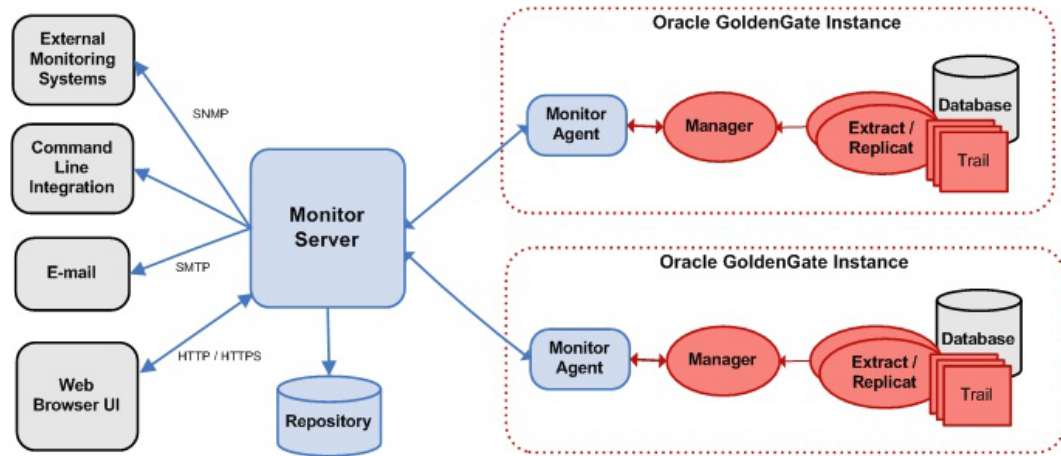 External
Monitoring
Systems
SNMP
Command
Line
Integration
E-mail
SMTP
Web
Browser UI
HTTP / HTTPS
Monitor
Server
Repository
Oracle GoldenGate Instance
Monitor
Agent
Manager
Extract /
Replicat
Database
Trail
Oracle GoldenGate Instance
Monitor
Agent
Manager
Extract /
Replicat
Database
Trail